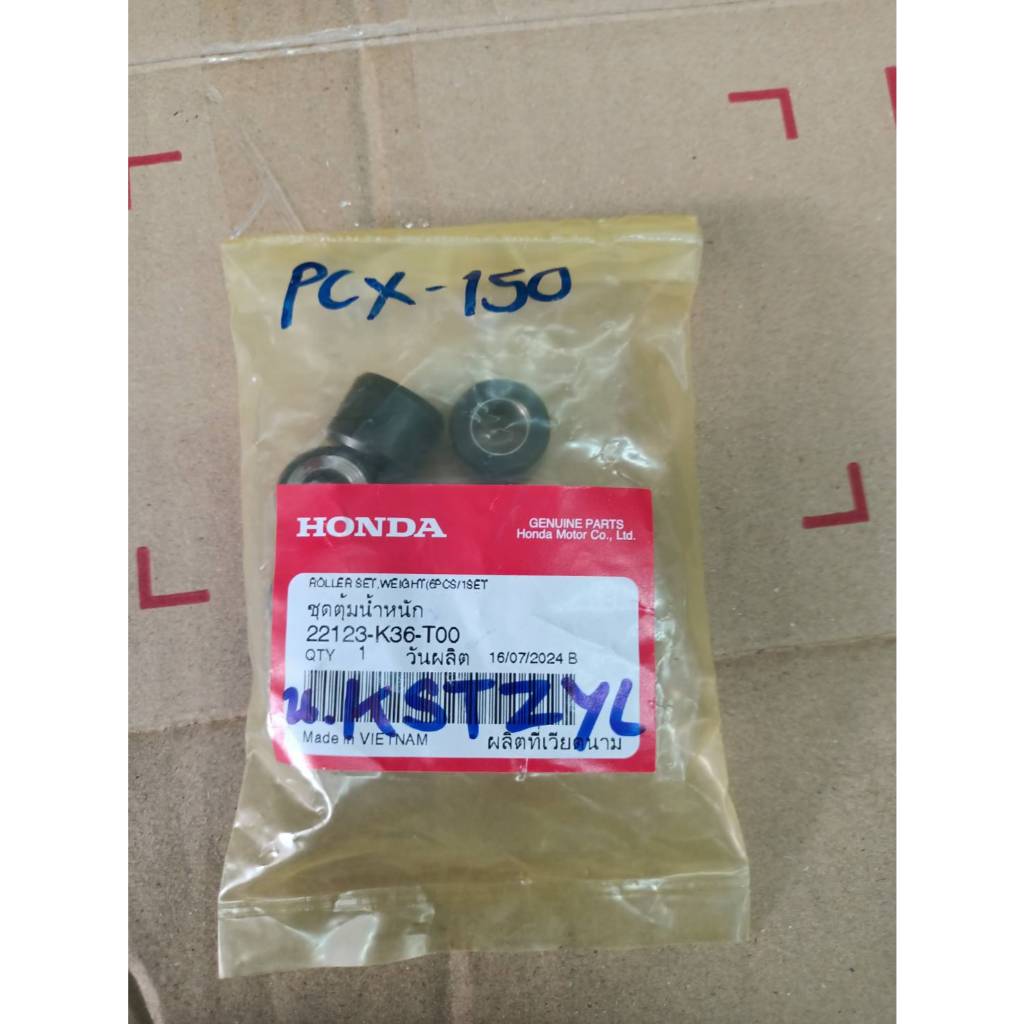 PCX-150
HONDA
GENUINE PARTS
Honda Motor Co., Ltd.
ROLLER SET,WEIGHT(6PCS/1SET
ชุดตุ้มน้ำหนัก
22123-K36-T00
QTY 1 วันผลิต 16/07/2024 B
น.KSTZYL
Made in VIETNAM ผลิตที่เวียดนาม